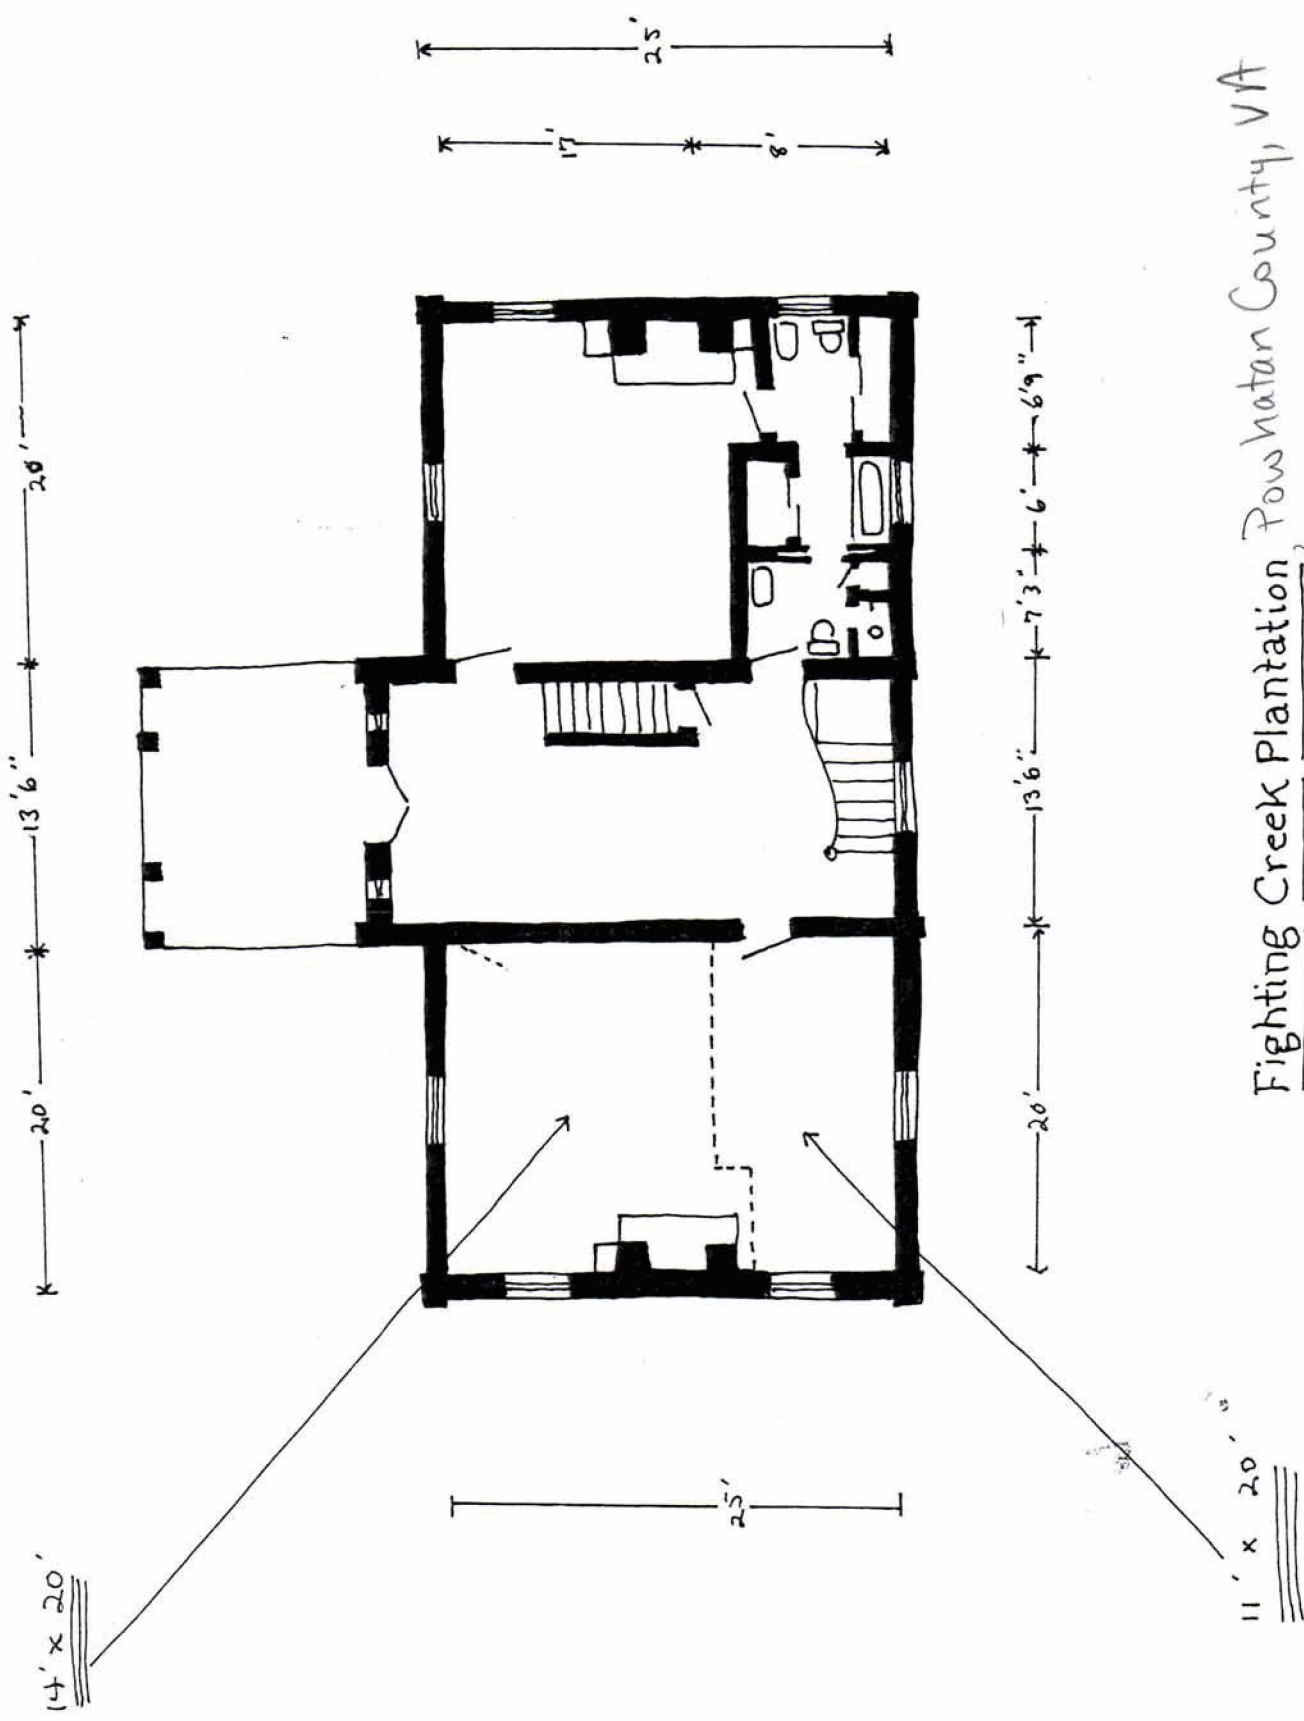 14' x 20'
20' 13'6" 20'
17'
25'
25'
8'
20' 13'6" 7'3" 6' 6'9"
11' x 20'
Fighting Creek Plantation, Powhatan County, VA